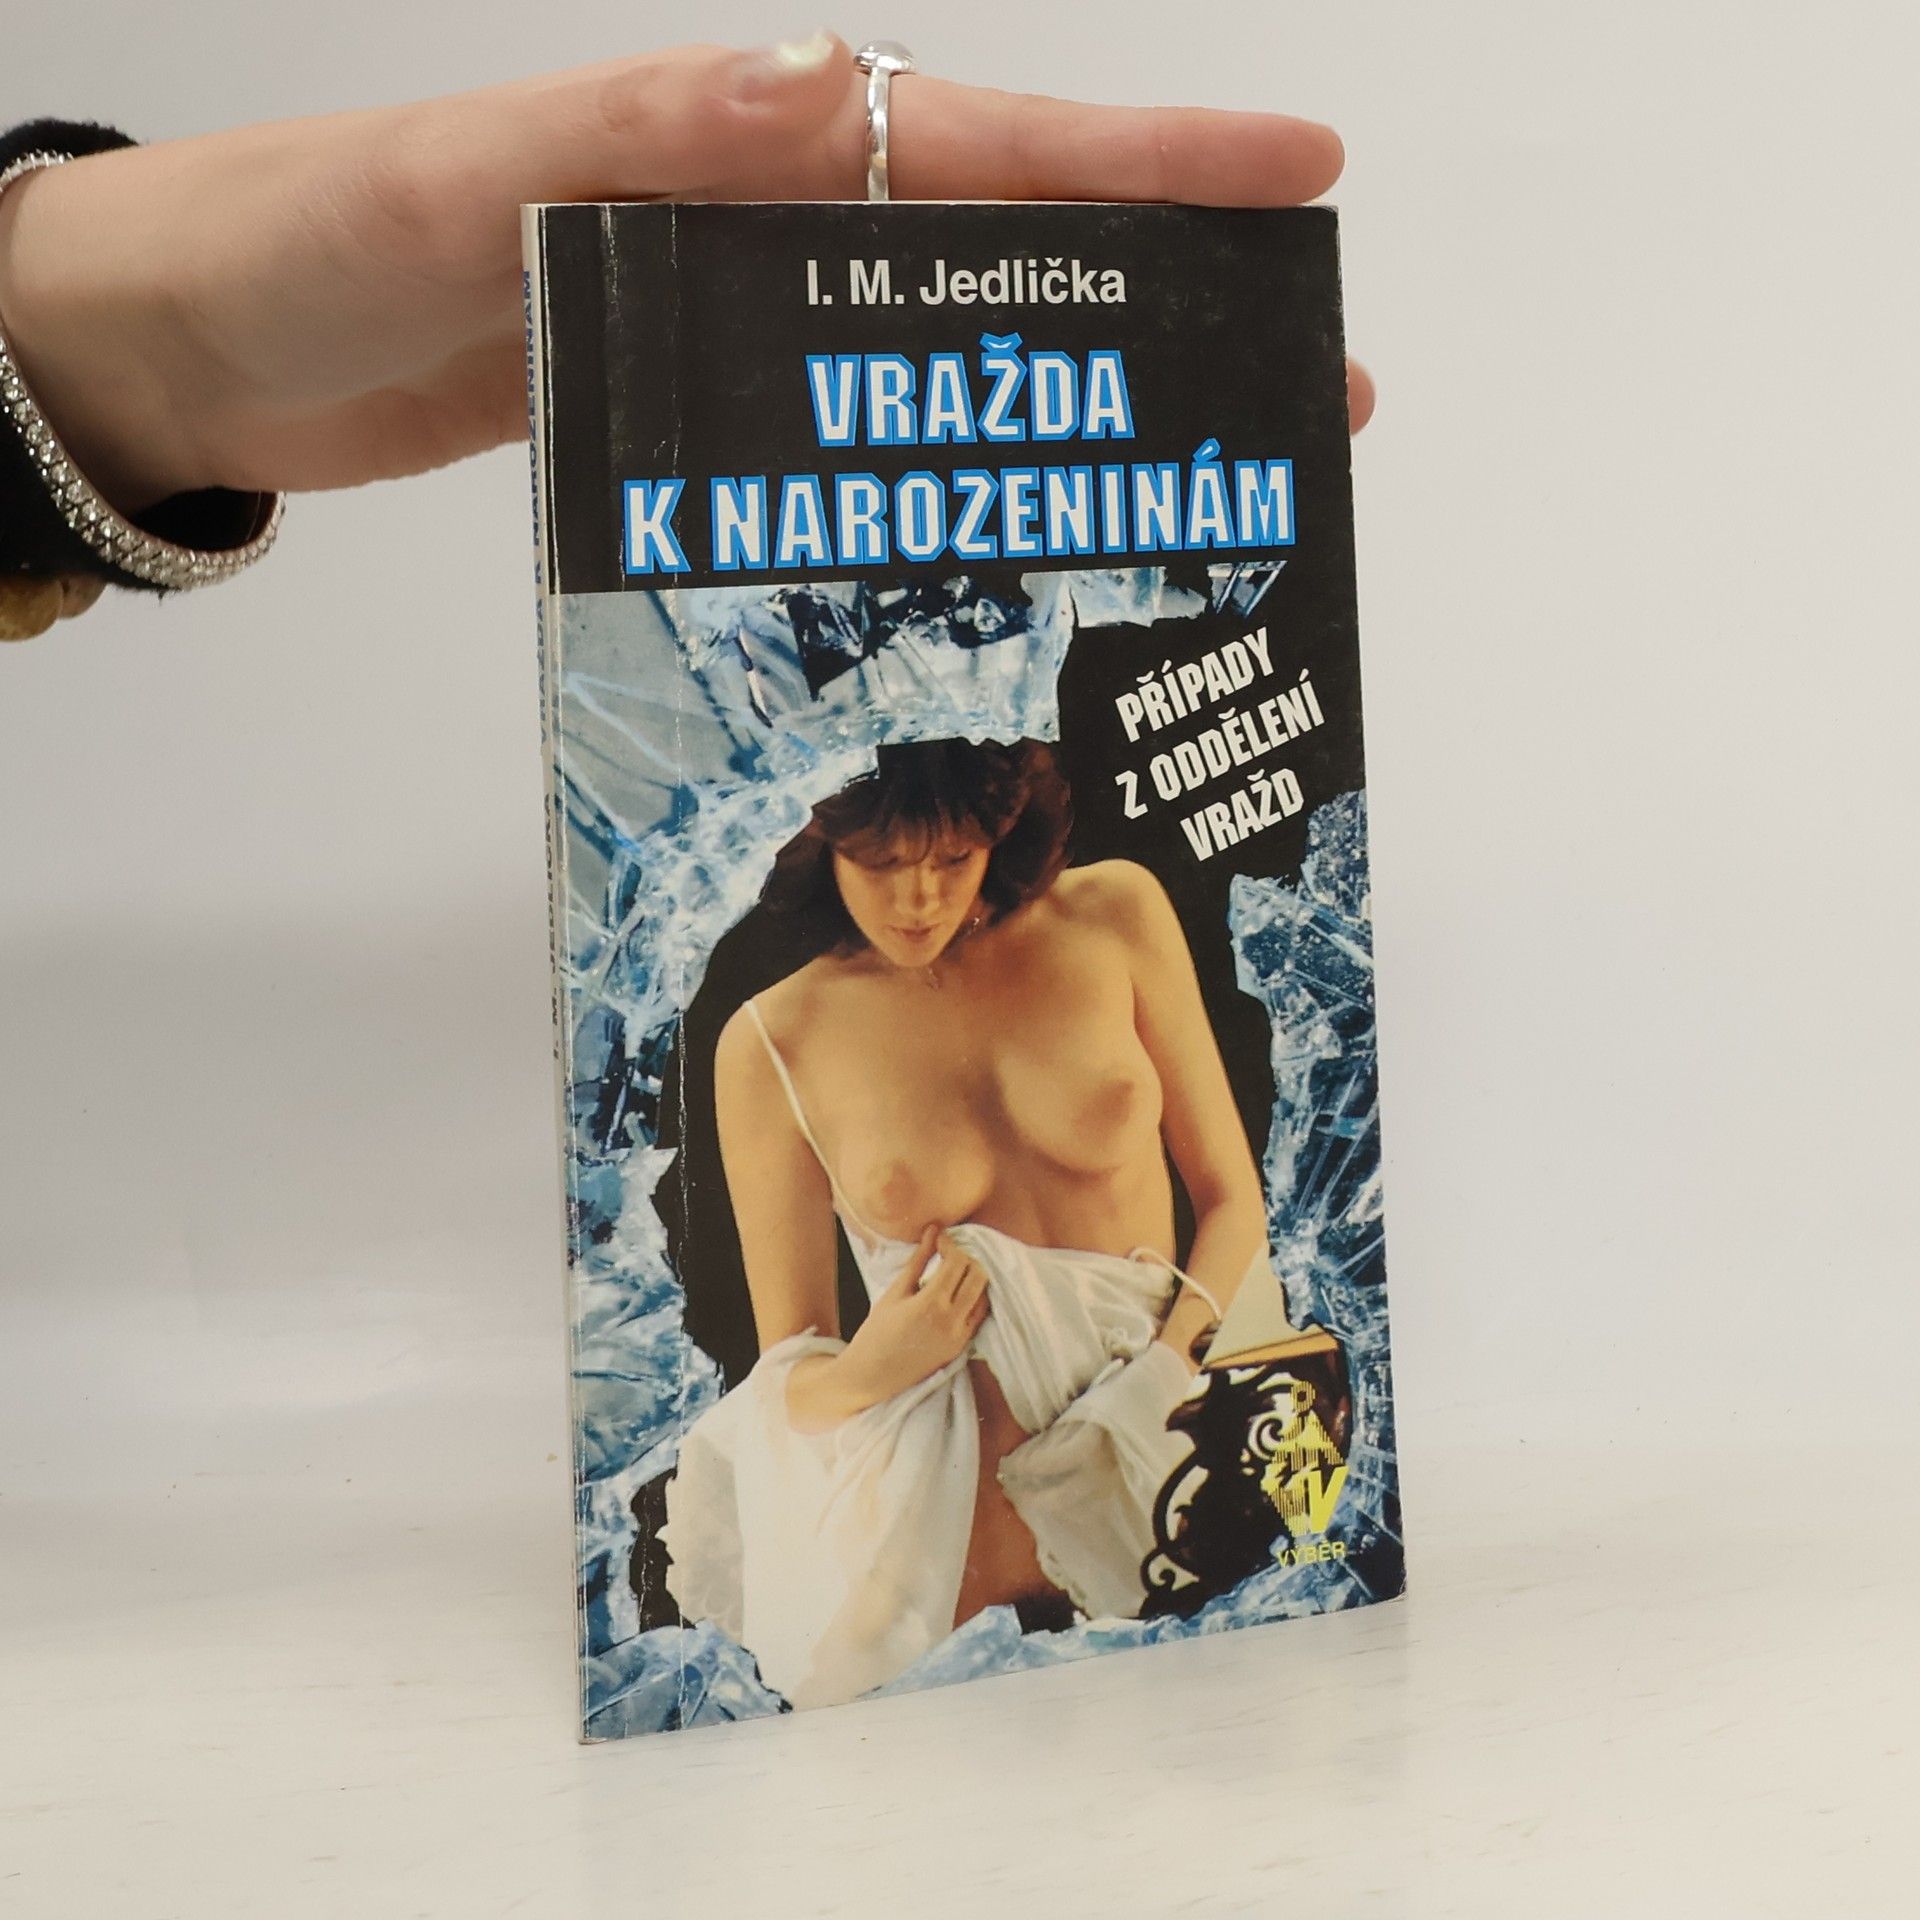 I. M. Jedlička
VRAŽDA
K NAROZENINÁM
PŘÍPADY
Z ODDĚLENÍ
VRAŽD
VÝBĚR
I. M. JEDLIČKA VRAŽDA K NAROZENINÁM